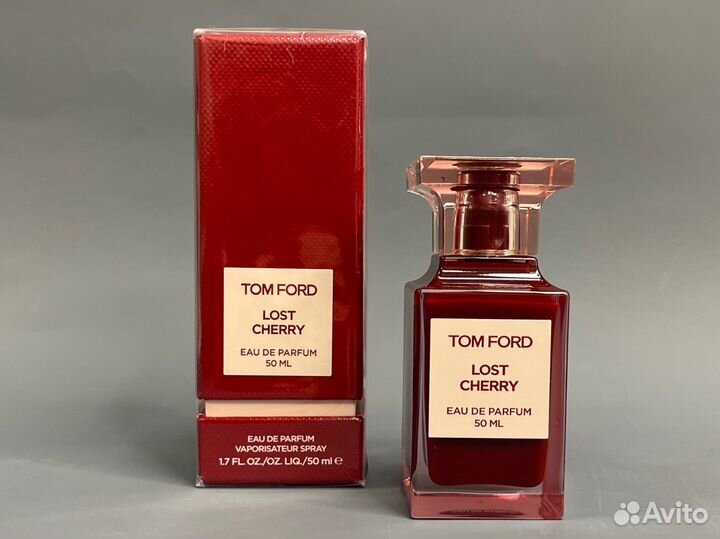 TOM FORD
LOST
CHERRY
EAU DE PARFUM
50 ML
EAU DE PARFUM
VAPORISATEUR SPRAY
1.7 FL. OZ./OZ. LIQ./50 ml ℮
TOM FORD
LOST
CHERRY
EAU DE PARFUM
50 ML
Avito